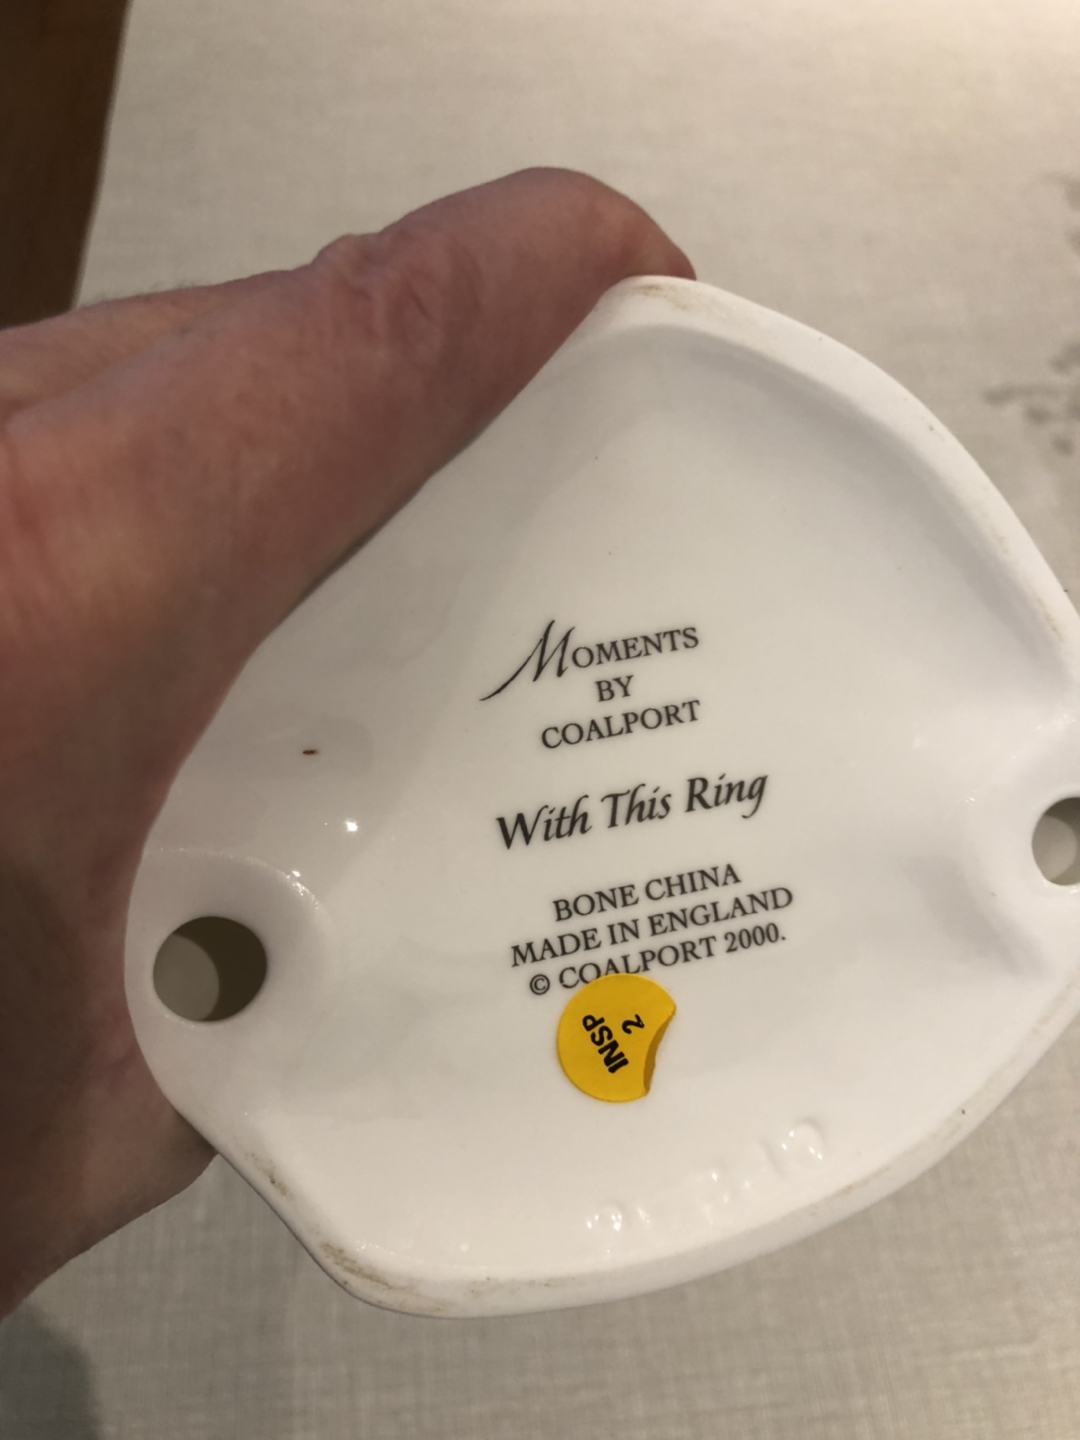 MOMENTS
BY
COALPORT
With This Ring
BONE CHINA
MADE IN ENGLAND
© COALPORT 2000.
INSP
2